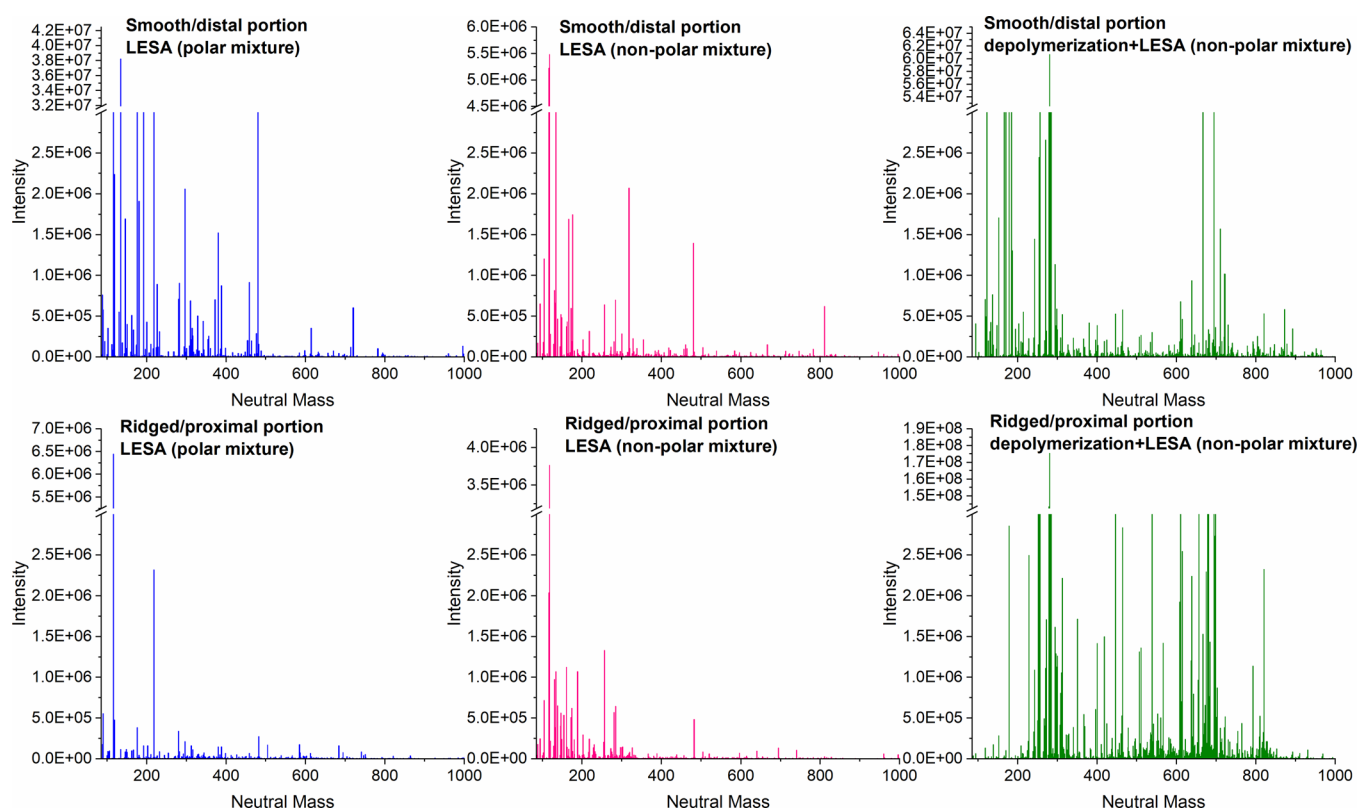 Smooth/distal portion
LESA (polar mixture)
4.2E+07
4.0E+07
3.8E+07
3.6E+07
3.4E+07
3.2E+07
2.5E+06
2.0E+06
1.5E+06
1.0E+06
5.0E+05
0.0E+00
Intensity
200 400 600 800 1000
Neutral Mass
Smooth/distal portion
LESA (non-polar mixture)
6.0E+06
5.5E+06
5.0E+06
4.5E+06
2.5E+06
2.0E+06
1.5E+06
1.0E+06
5.0E+05
0.0E+00
Intensity
200 400 600 800 1000
Neutral Mass
Smooth/distal portion
depolymerization+LESA (non-polar mixture)
6.4E+07
6.2E+07
6.0E+07
5.8E+07
5.6E+07
5.4E+07
2.5E+06
2.0E+06
1.5E+06
1.0E+06
5.0E+05
0.0E+00
Intensity
200 400 600 800 1000
Neutral Mass
Ridged/proximal portion
LESA (polar mixture)
7.0E+06
6.5E+06
6.0E+06
5.5E+06
2.5E+06
2.0E+06
1.5E+06
1.0E+06
5.0E+05
0.0E+00
Intensity
200 400 600 800 1000
Neutral Mass
Ridged/proximal portion
LESA (non-polar mixture)
4.0E+06
3.5E+06
2.5E+06
2.0E+06
1.5E+06
1.0E+06
5.0E+05
0.0E+00
Intensity
200 400 600 800 1000
Neutral Mass
Ridged/proximal portion
depolymerization+LESA (non-polar mixture)
1.9E+08
1.8E+08
1.7E+08
1.6E+08
1.5E+08
2.5E+06
2.0E+06
1.5E+06
1.0E+06
5.0E+05
0.0E+00
Intensity
200 400 600 800 1000
Neutral Mass